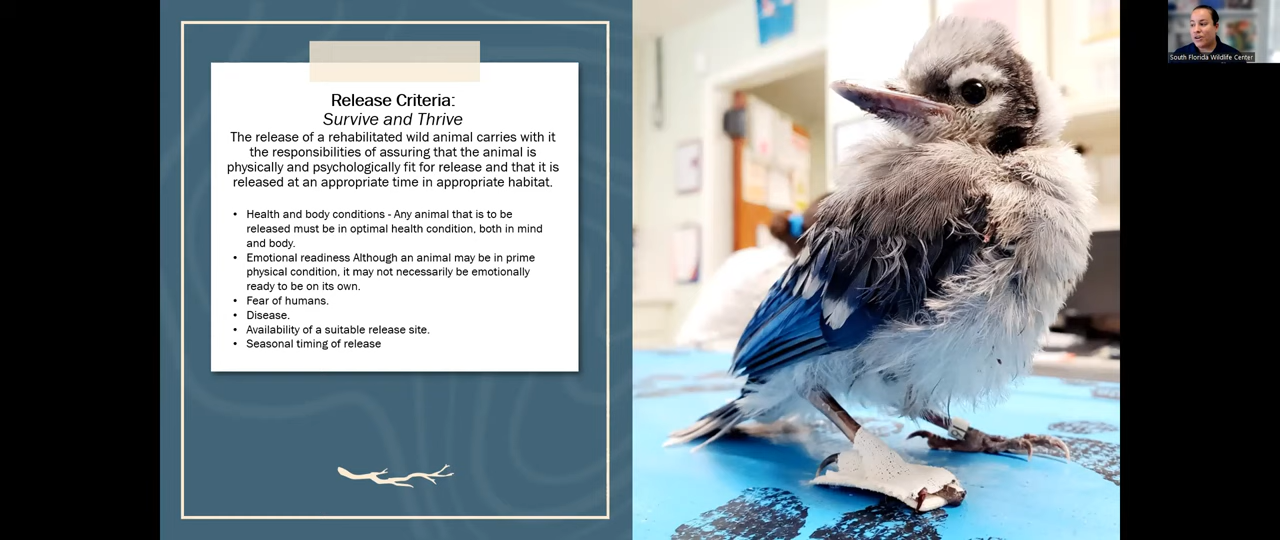 Release Criteria:
Survive and Thrive
The release of a rehabilitated wild animal carries with it
the responsibilities of assuring that the animal is
physically and psychologically fit for release and that it is
released at an appropriate time in appropriate habitat.
• Health and body conditions - Any animal that is to be
released must be in optimal health condition, both in mind
and body.
• Emotional readiness Although an animal may be in prime
physical condition, it may not necessarily be emotionally
ready to be on its own.
• Fear of humans.
• Disease.
• Availability of a suitable release site.
• Seasonal timing of release
South Florida Wildlife Center